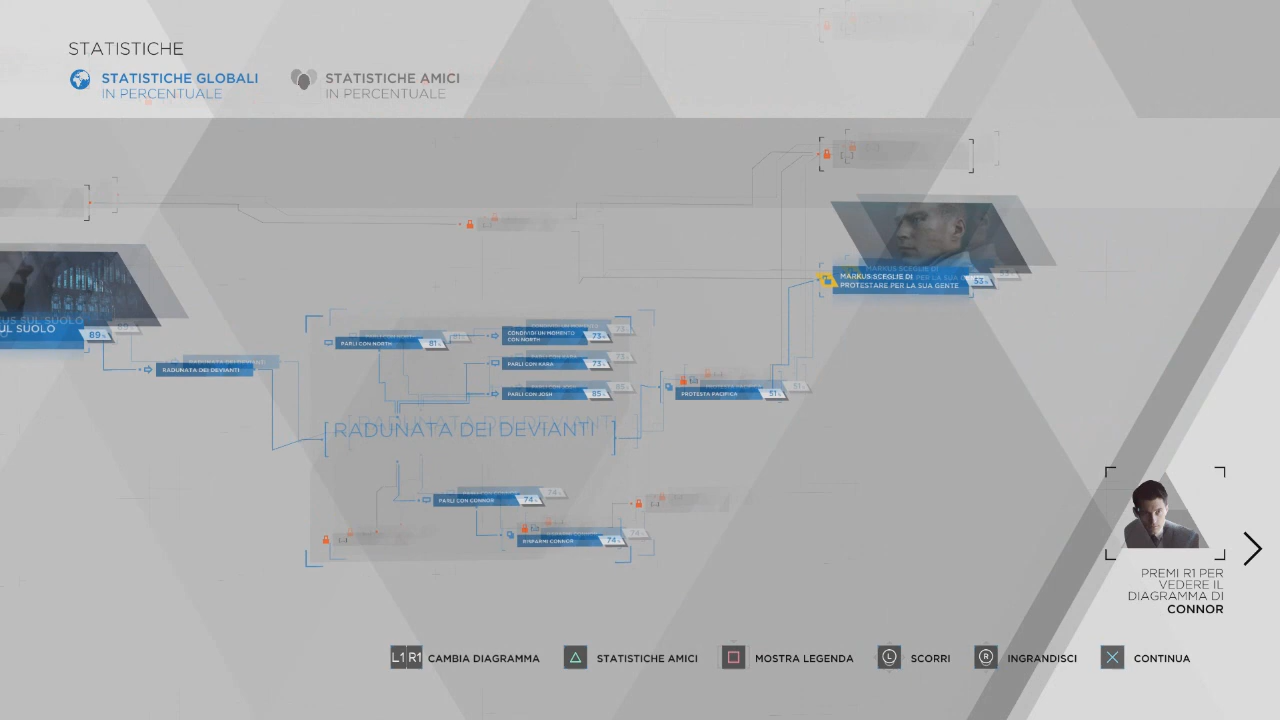 STATISTICHE
STATISTICHE GLOBALI
IN PERCENTUALE
STATISTICHE AMICI
IN PERCENTUALE
MARKUS SCEGLIE DI
PROTESTARE PER LA SUA GENTE
53%
UL SUOLO
69%
RADUNATA DEI DEVIANTI
PARLI CON NORTH
81%
CONDIVIDI UN MOMENTO
CON NORTH
73%
PARLI CON KARA
73%
PARLI CON JOSH
85%
PROTESTA PACIFICA
51%
RADUNATA DEI DEVIANTI
PARLI CON CONNOR
74%
RISPARMI CONNOR
74%
PREMI R1 PER
VEDERE IL
DIAGRAMMA DI
CONNOR
L1 R1 CAMBIA DIAGRAMMA
STATISTICHE AMICI
MOSTRA LEGENDA
L SCORRI
R INGRANDISCI
CONTINUA